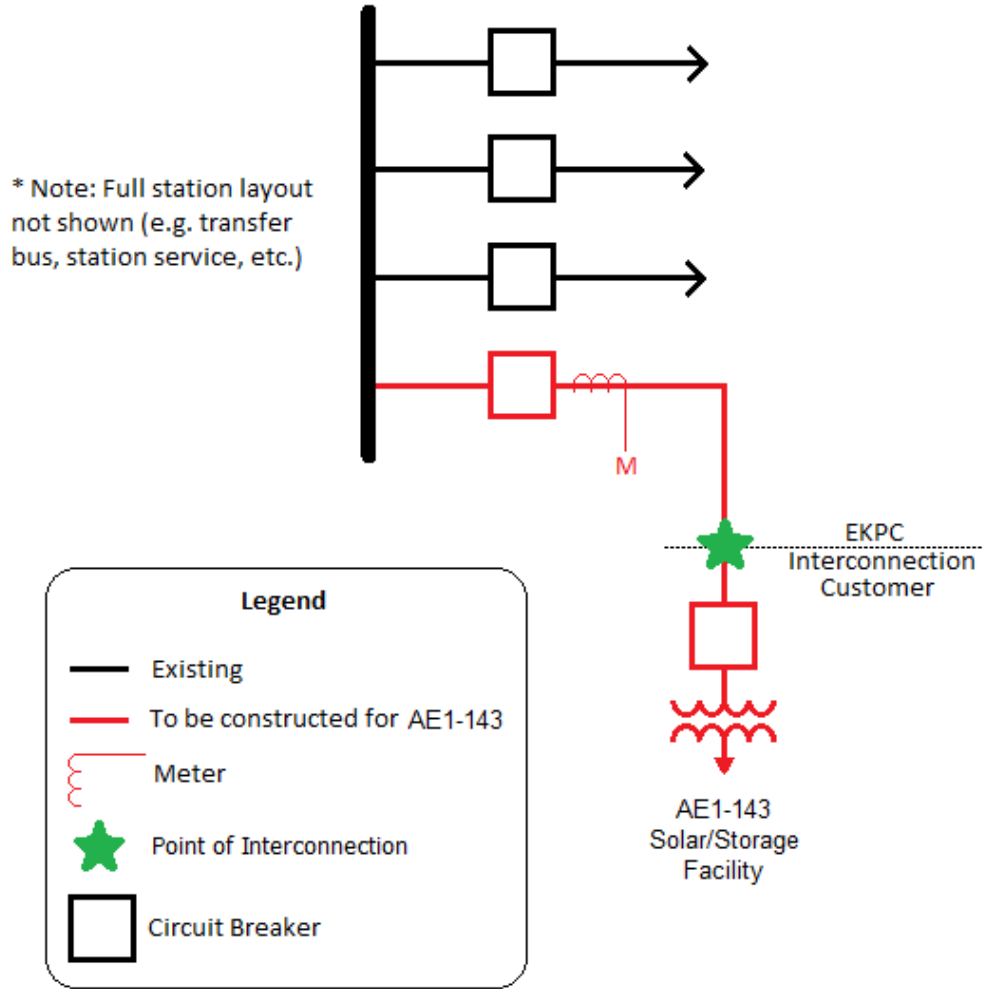 * Note: Full station layout
not shown (e.g. transfer
bus, station service, etc.)
M
EKPC
Interconnection
Customer
AE1-143
Solar/Storage
Facility
Legend
Existing
To be constructed for AE1-143
Meter
Point of Interconnection
Circuit Breaker